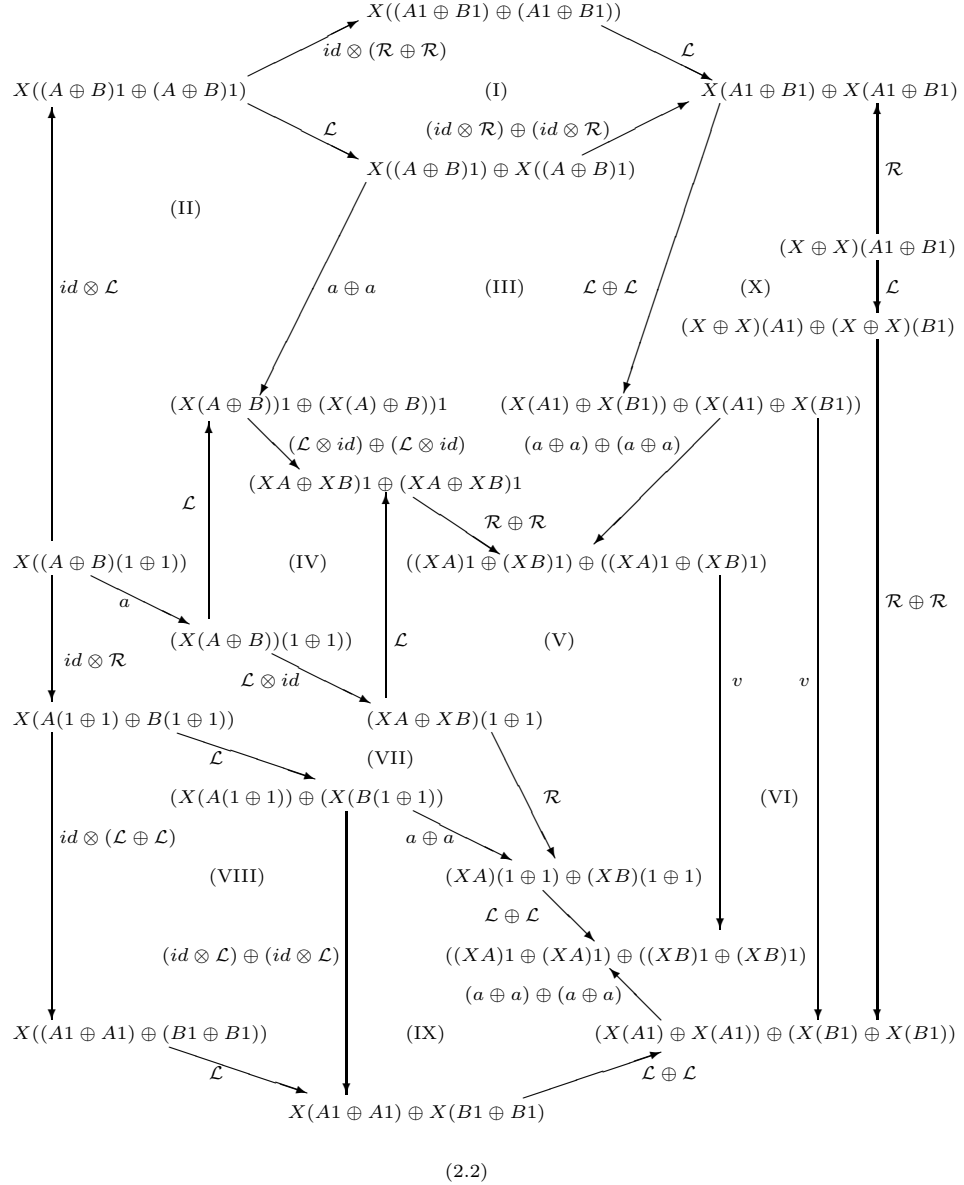 X((A1 ⊕ B1) ⊕ (A1 ⊕ B1))
id ⊗ (ℛ ⊕ ℛ)
ℒ
X((A ⊕ B)1 ⊕ (A ⊕ B)1)
(I)
X(A1 ⊕ B1) ⊕ X(A1 ⊕ B1)
ℒ
(id ⊗ ℛ) ⊕ (id ⊗ ℛ)
X((A ⊕ B)1) ⊕ X((A ⊕ B)1)
ℛ
(II)
(X ⊕ X)(A1 ⊕ B1)
id ⊗ ℒ
a ⊕ a
(III)
ℒ ⊕ ℒ
(X)
ℒ
(X ⊕ X)(A1) ⊕ (X ⊕ X)(B1)
(X(A ⊕ B))1 ⊕ (X(A) ⊕ B))1
(X(A1) ⊕ X(B1)) ⊕ (X(A1) ⊕ X(B1))
(ℒ ⊗ id) ⊕ (ℒ ⊗ id)
(a ⊕ a) ⊕ (a ⊕ a)
(XA ⊕ XB)1 ⊕ (XA ⊕ XB)1
ℒ
ℛ ⊕ ℛ
X((A ⊕ B)(1 ⊕ 1))
(IV)
((XA)1 ⊕ (XB)1) ⊕ ((XA)1 ⊕ (XB)1)
a
ℛ ⊕ ℛ
(X(A ⊕ B))(1 ⊕ 1))
ℒ
(V)
id ⊗ ℛ
ℒ ⊗ id
v
v
X(A(1 ⊕ 1) ⊕ B(1 ⊕ 1))
(XA ⊕ XB)(1 ⊕ 1)
ℒ
(VII)
(X(A(1 ⊕ 1)) ⊕ (X(B(1 ⊕ 1))
ℛ
(VI)
id ⊗ (ℒ ⊕ ℒ)
a ⊕ a
(VIII)
(XA)(1 ⊕ 1) ⊕ (XB)(1 ⊕ 1)
ℒ ⊕ ℒ
(id ⊗ ℒ) ⊕ (id ⊗ ℒ)
((XA)1 ⊕ (XA)1) ⊕ ((XB)1 ⊕ (XB)1)
(a ⊕ a) ⊕ (a ⊕ a)
X((A1 ⊕ A1) ⊕ (B1 ⊕ B1))
(IX)
(X(A1) ⊕ X(A1)) ⊕ (X(B1) ⊕ X(B1))
ℒ
ℒ ⊕ ℒ
X(A1 ⊕ A1) ⊕ X(B1 ⊕ B1)
(2.2)